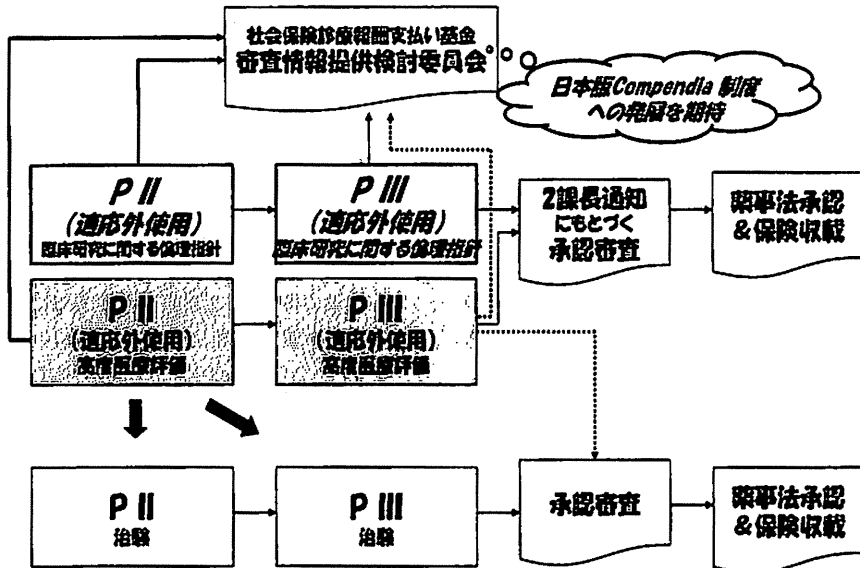 社会保険診療報酬支払い基金
審査情報提供検討委員会
日本版Compendia 制度
への発展を期待
P II
(適応外使用)
臨床研究に関する倫理指針
P III
(適応外使用)
臨床研究に関する倫理指針
2課長通知
にもとづく
承認審査
薬事法承認
&保険収載
P II
(適応外使用)
高度医療評価
P III
(適応外使用)
高度医療評価
P II
治験
P III
治験
承認審査
薬事法承認
&保険収載